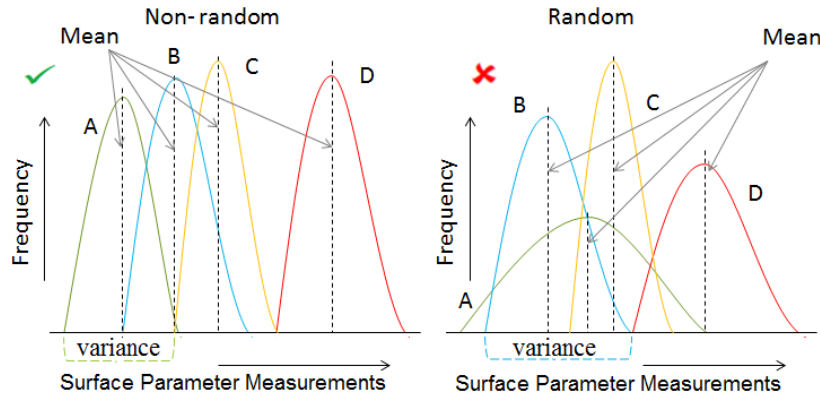 Non-random
Mean
A
B
C
D
Frequency
variance
Surface Parameter Measurements
Random
Mean
B
C
D
A
Frequency
variance
Surface Parameter Measurements